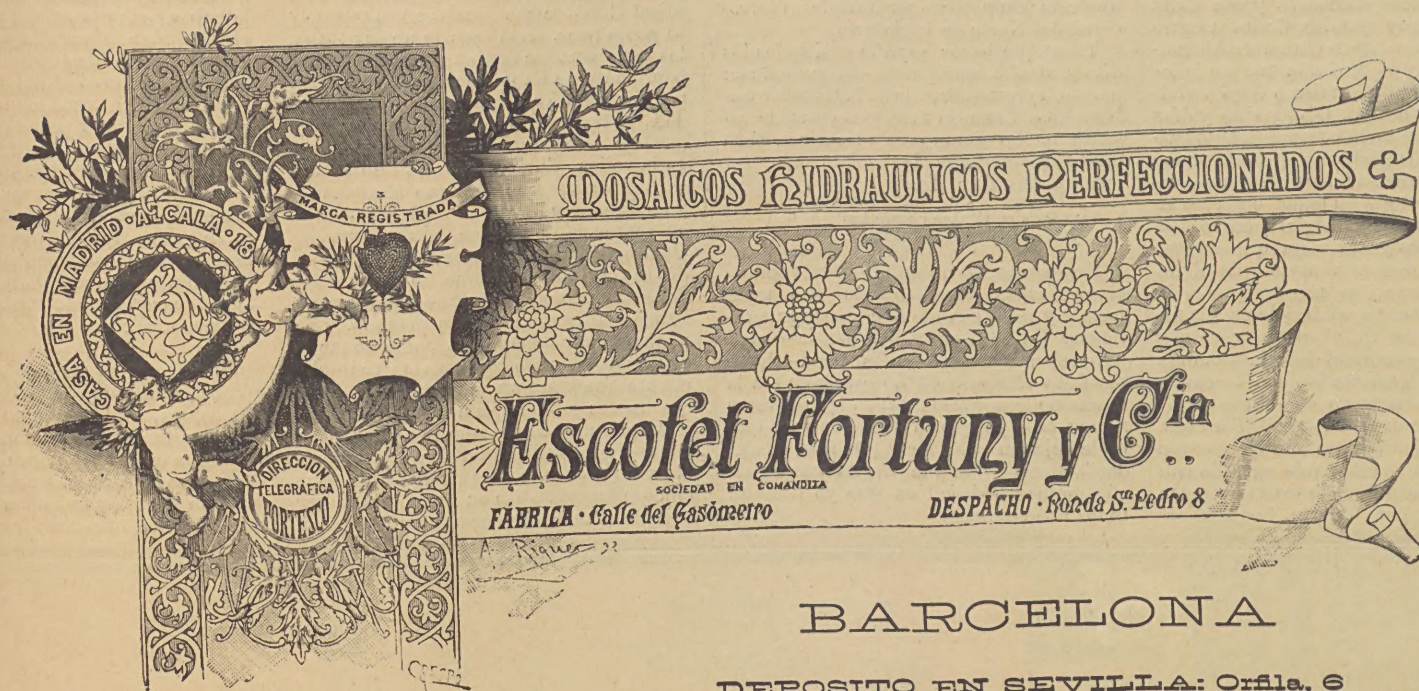 MOSAICOS HIDRAULICOS PERFECCIONADOS
MARCA REGISTRADA
CASA EN MADRID·ALCALÁ·18
Escofet Fortuny y Cia..
SOCIEDAD EN COMANDITA
FÁBRICA · Calle del Gasómetro
DESPACHO · Ronda Sn. Pedro 8
DIRECCION
TELEGRÁFICA
FORTESCO
A. Riquer
BARCELONA
DEPOSITO EN SEVILLA: Orfila, 6